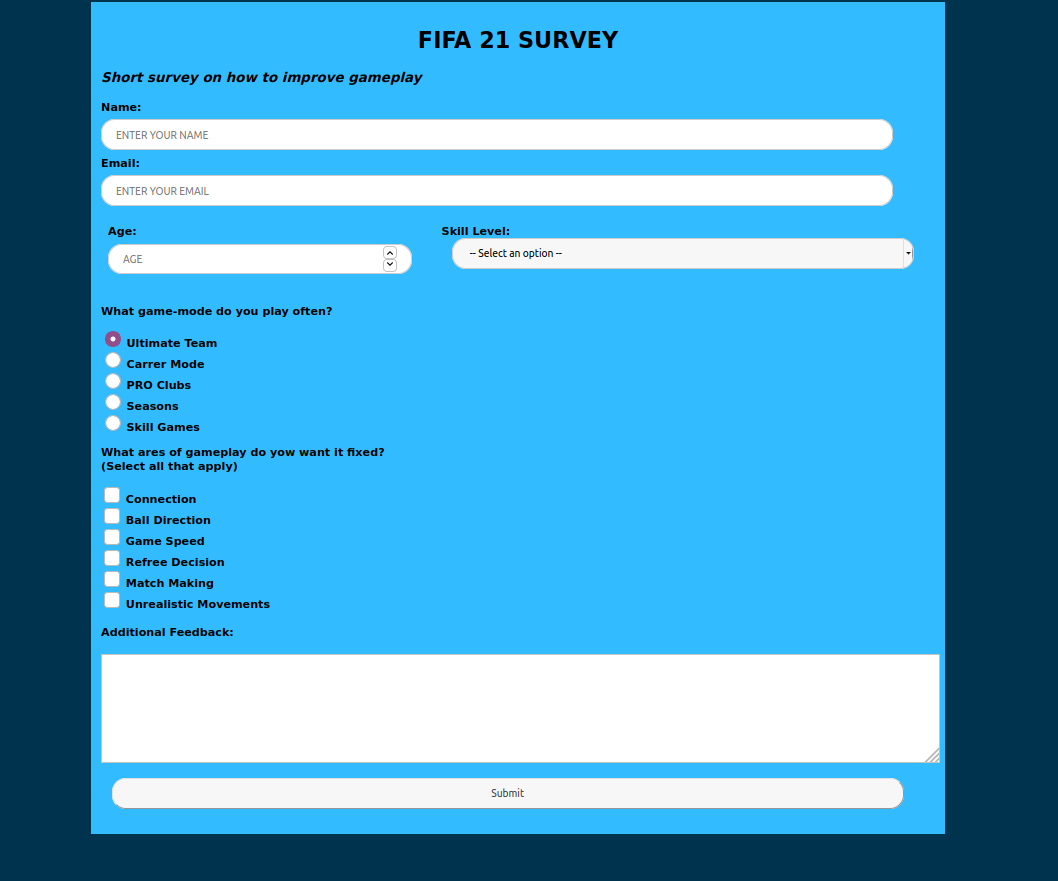 FIFA 21 SURVEY
Short survey on how to improve gameplay
Name:
ENTER YOUR NAME
Email:
ENTER YOUR EMAIL
Age: Skill Level:
AGE -- Select an option --
What game-mode do you play often?
Ultimate Team
Carrer Mode
PRO Clubs
Seasons
Skill Games
What ares of gameplay do yow want it fixed?
(Select all that apply)
Connection
Ball Direction
Game Speed
Refree Decision
Match Making
Unrealistic Movements
Additional Feedback:
Submit